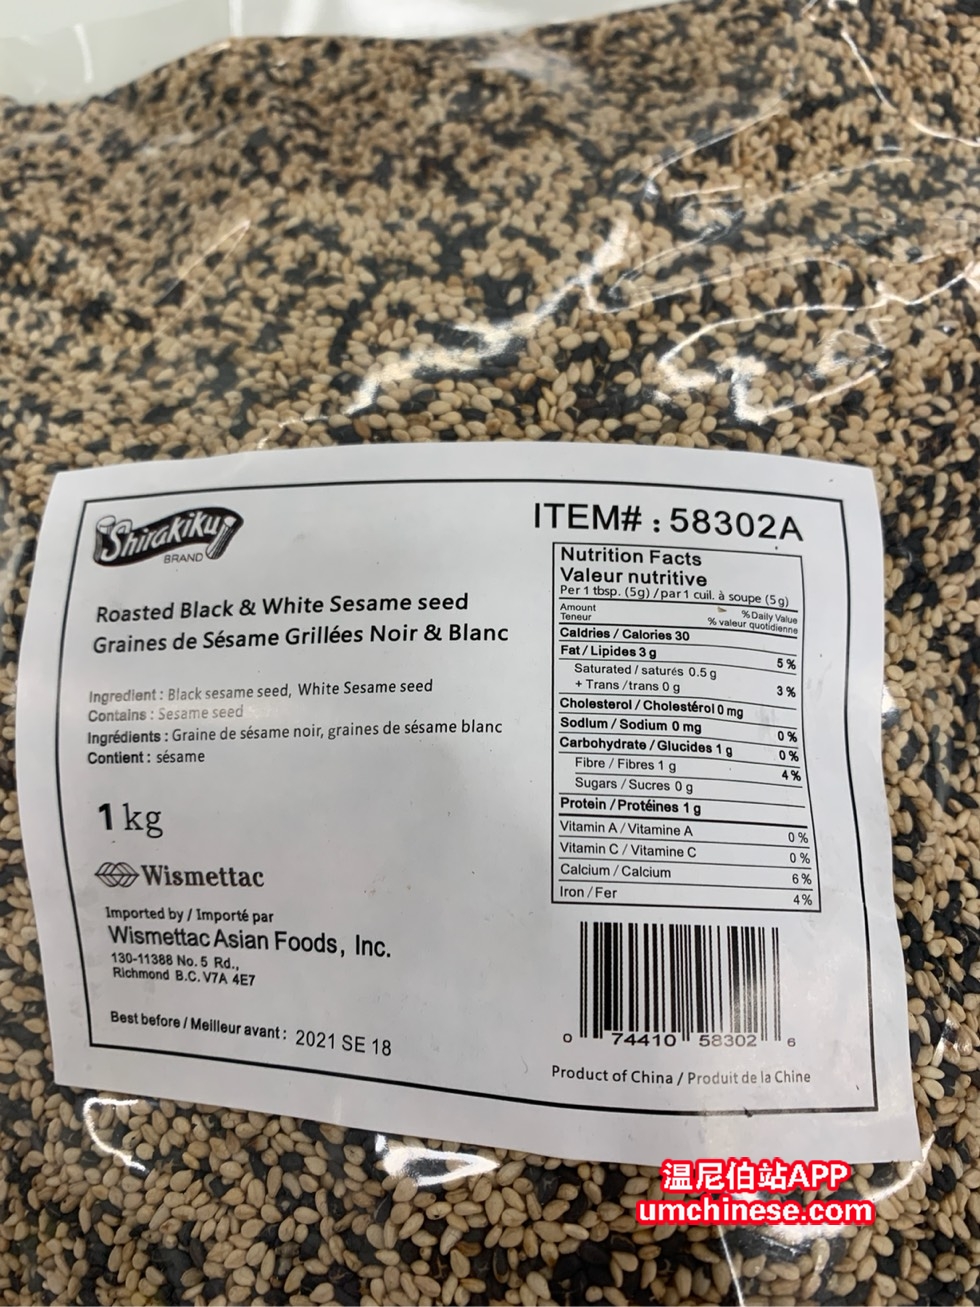 Shirakiku
BRAND
Roasted Black & White Sesame seed
Graines de Sésame Grillées Noir & Blanc
Ingredient : Black sesame seed, White Sesame seed
Contains : Sesame seed
Ingrédients : Graine de sésame noir, graines de sésame blanc
Contient : sésame
1 kg
Wismettac
Imported by / Importé par
Wismettac Asian Foods, Inc.
130-11388 No. 5 Rd.,
Richmond B.C. V7A 4E7
Best before / Meilleur avant : 2021 SE 18
ITEM# : 58302A
Nutrition Facts
Valeur nutritive
Per 1 tbsp. (5g) / par 1 cuil. à soupe (5 g)
Amount % Daily Value
Teneur % valeur quotidienne
Caldries / Calories 30
Fat / Lipides 3 g 5 %
Saturated / saturés 0.5 g
+ Trans / trans 0 g 3 %
Cholesterol / Cholestérol 0 mg
Sodlum / Sodium 0 mg 0 %
Carbohydrate / Glucides 1 g 0 %
Fibre / Fibres 1 g 4 %
Sugars / Sucres 0 g
Protein / Protéines 1 g
Vitamin A / Vitamine A 0 %
Vitamin C / Vitamine C 0 %
Calcium / Calcium 6 %
Iron / Fer 4 %
0 74410 58302 6
Product of China / Produit de la Chine
温尼伯站APP
umchinese.com